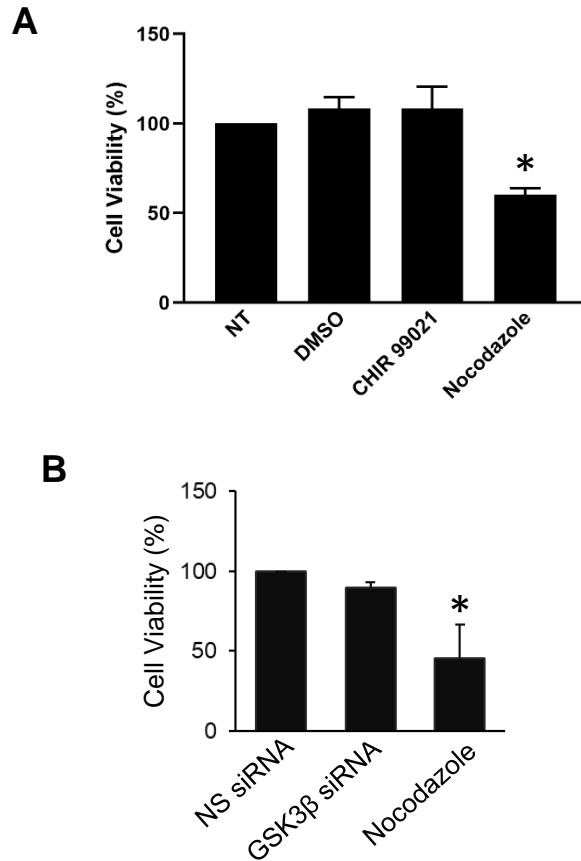 A
150
100
50
0
Cell Viability (%)
*
NT
DMSO
CHIR 99021
Nocodazole
B
150
100
50
0
Cell Viability (%)
*
NS siRNA
GSK3β siRNA
Nocodazole